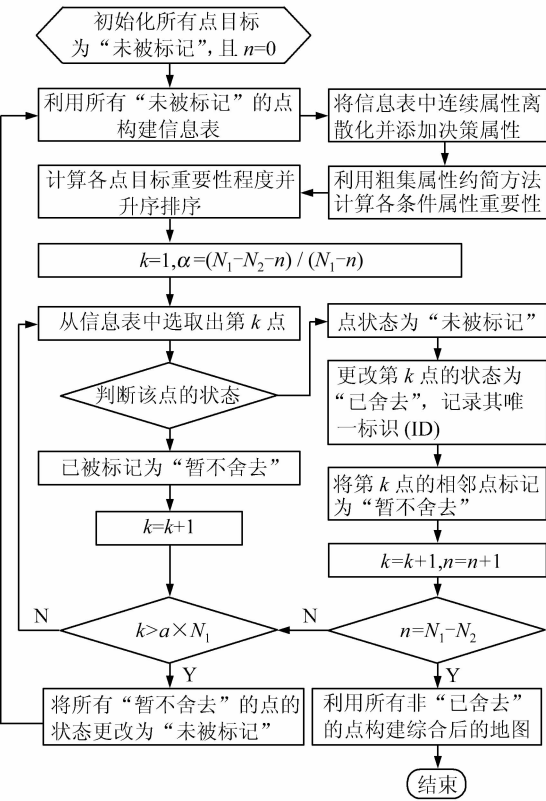 初始化所有点目标
为“未被标记”,且n=0
利用所有“未被标记”的点
构建信息表
将信息表中连续属性离
散化并添加决策属性
利用粗集属性约简方法
计算各条件属性重要性
计算各点目标重要性程度并
升序排序
k=1,α=(N₁-N₂-n) / (N₁-n)
从信息表中选取出第k点
判断该点的状态
点状态为“未被标记”
更改第k点的状态为
“已舍去”，记录其唯
一标识(ID)
将第k点的相邻点标记
为“暂不舍去”
k=k+1,n=n+1
n=N₁-N₂
N
Y
已被标记为“暂不舍去”
k=k+1
k>a×N₁
N
Y
将所有“暂不舍去”的点的
状态更改为“未被标记”
利用所有非“已舍去”
的点构建综合后的地图
结束